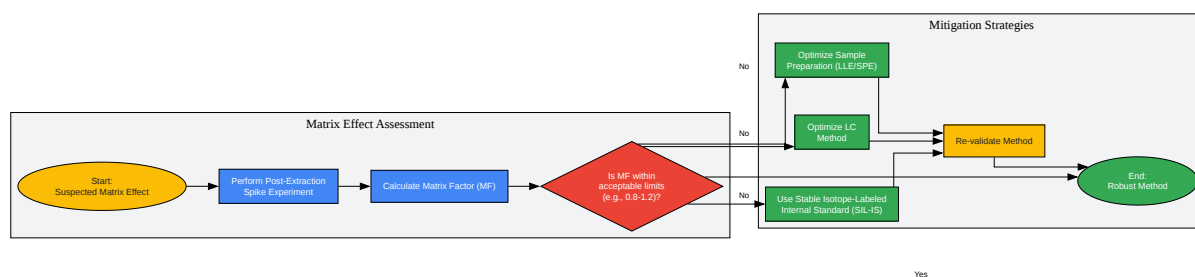 Mitigation Strategies
Optimize Sample
Preparation (LLE/SPE)
No
Matrix Effect Assessment
No
Optimize LC
Method
Re-validate Method
Start:
Suspected Matrix Effect
Perform Post-Extraction
Spike Experiment
Calculate Matrix Factor (MF)
Is MF within
acceptable limits
(e.g., 0.8-1.2)?
No
Use Stable Isotope-Labeled
Internal Standard (SIL-IS)
End:
Robust Method
Yes